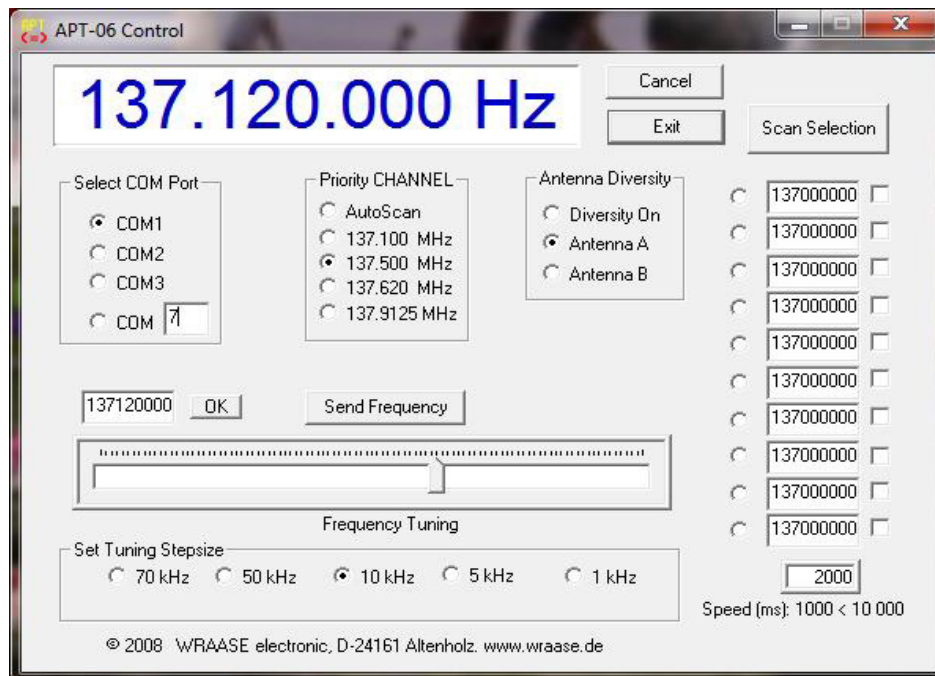 APT-06 Control
137.120.000 Hz
Cancel
Exit
Scan Selection
Select COM Port
COM1
COM2
COM3
COM 7
Priority CHANNEL
AutoScan
137.100 MHz
137.500 MHz
137.620 MHz
137.9125 MHz
Antenna Diversity
Diversity On
Antenna A
Antenna B
137000000
137000000
137000000
137000000
137000000
137000000
137000000
137000000
137000000
137000000
2000
Speed (ms): 1000 < 10 000
137120000 OK
Send Frequency
Frequency Tuning
Set Tuning Stepsize
70 kHz 50 kHz 10 kHz 5 kHz 1 kHz
© 2008 WRAASE electronic, D-24161 Altenholz. www.wraase.de